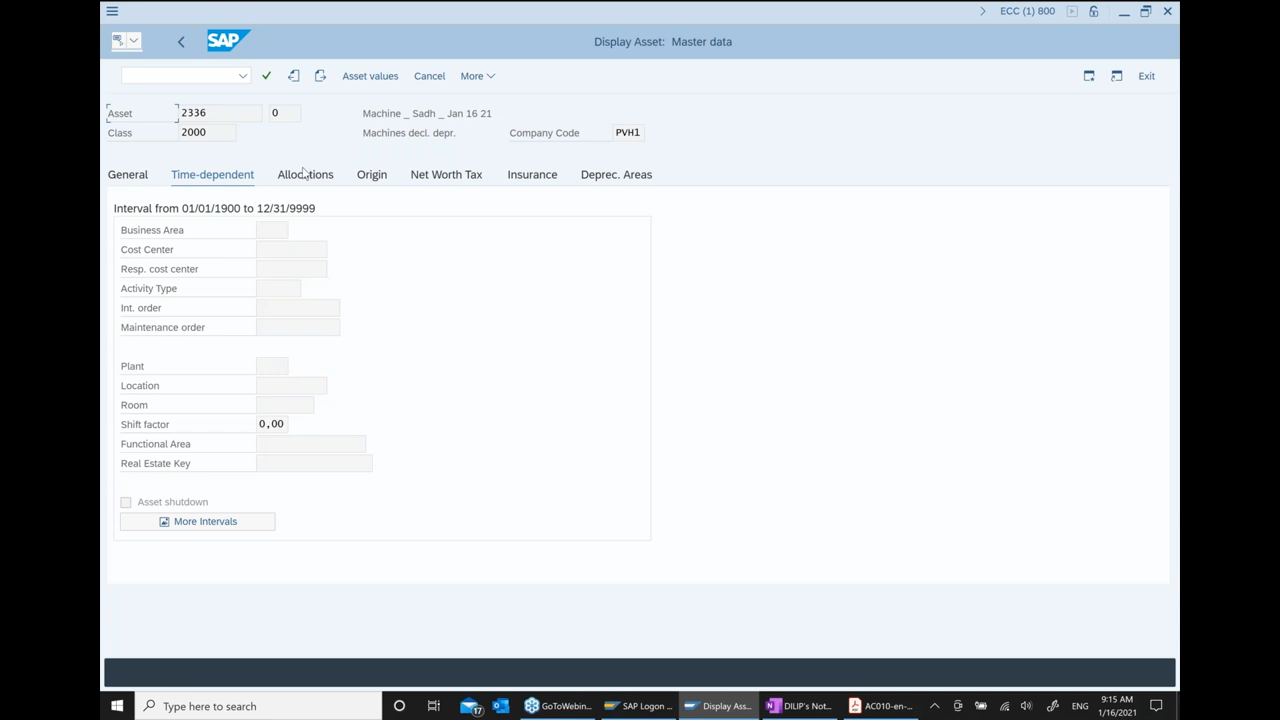 ECC (1) 800
SAP
Display Asset: Master data
Asset values Cancel More Exit
Asset 2336 0 Machine _ Sadh _ Jan 16 21
Class 2000 Machines decl. depr. Company Code PVH1
General Time-dependent Allocations Origin Net Worth Tax Insurance Deprec. Areas
Interval from 01/01/1900 to 12/31/9999
Business Area
Cost Center
Resp. cost center
Activity Type
Int. order
Maintenance order
Plant
Location
Room
Shift factor 0,00
Functional Area
Real Estate Key
Asset shutdown
More Intervals
Type here to search 17 GoToWebin... SAP Logon ... Display Ass... DILIP's Not... AC010-en-... ENG 9:15 AM
1/16/2021